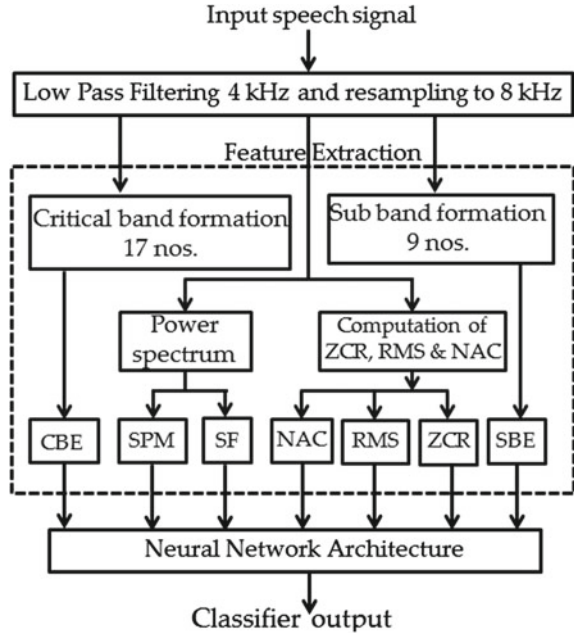 Input speech signal
Low Pass Filtering 4 kHz and resampling to 8 kHz
Feature Extraction
Critical band formation
17 nos.
Sub band formation
9 nos.
Power
spectrum
Computation of
ZCR, RMS & NAC
CBE
SPM
SF
NAC
RMS
ZCR
SBE
Neural Network Architecture
Classifier output